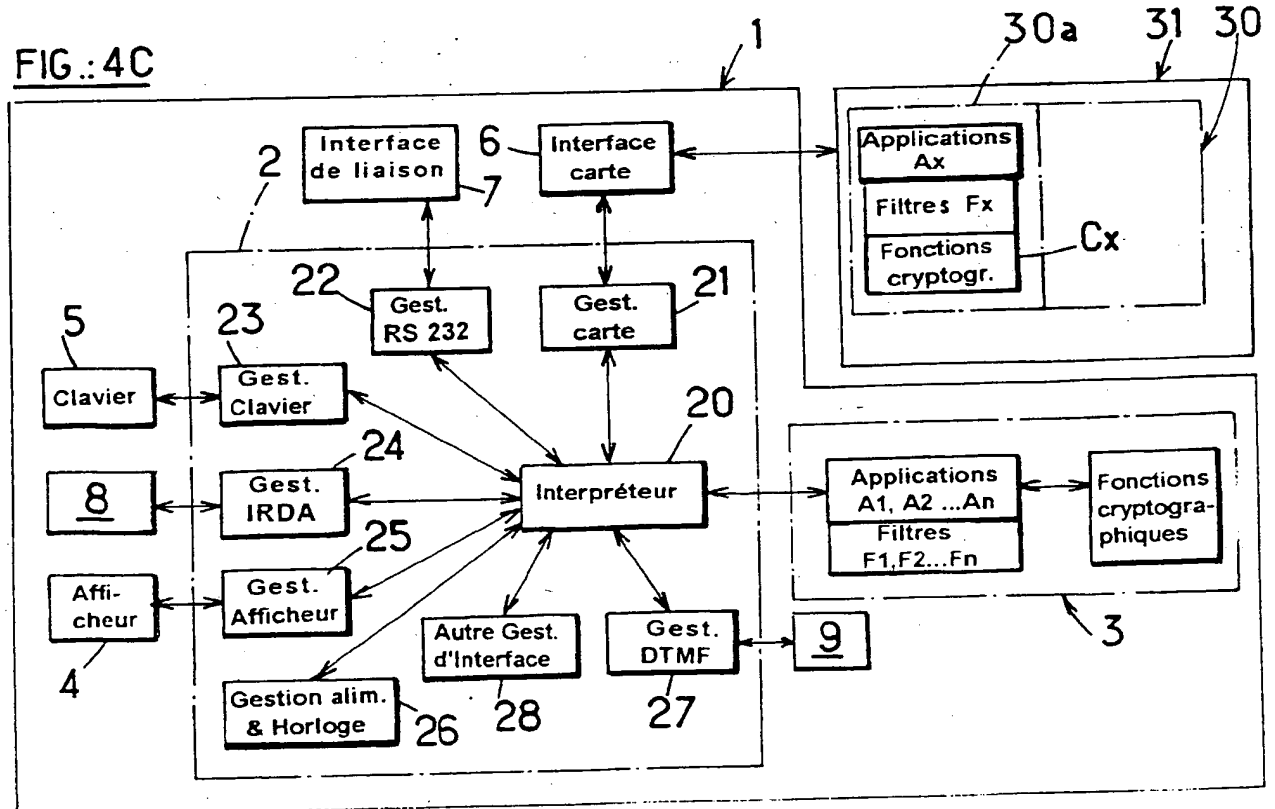 FIG.: 4C
1
30a
31
30
Interface
de liaison
7
6
Interface
carte
Applications
Ax
Filtres Fx
Fonctions
cryptogr.
Cx
2
22
Gest.
RS 232
Gest.
carte
21
5
Clavier
23
Gest.
Clavier
20
Interpréteur
8
24
Gest.
IRDA
Applications
A1, A2 ...An
Filtres
F1,F2...Fn
Fonctions
cryptogra-
phiques
3
Affi-
cheur
4
25
Gest.
Afficheur
Autre Gest.
d'Interface
28
Gest.
DTMF
27
9
Gestion alim.
& Horloge
26